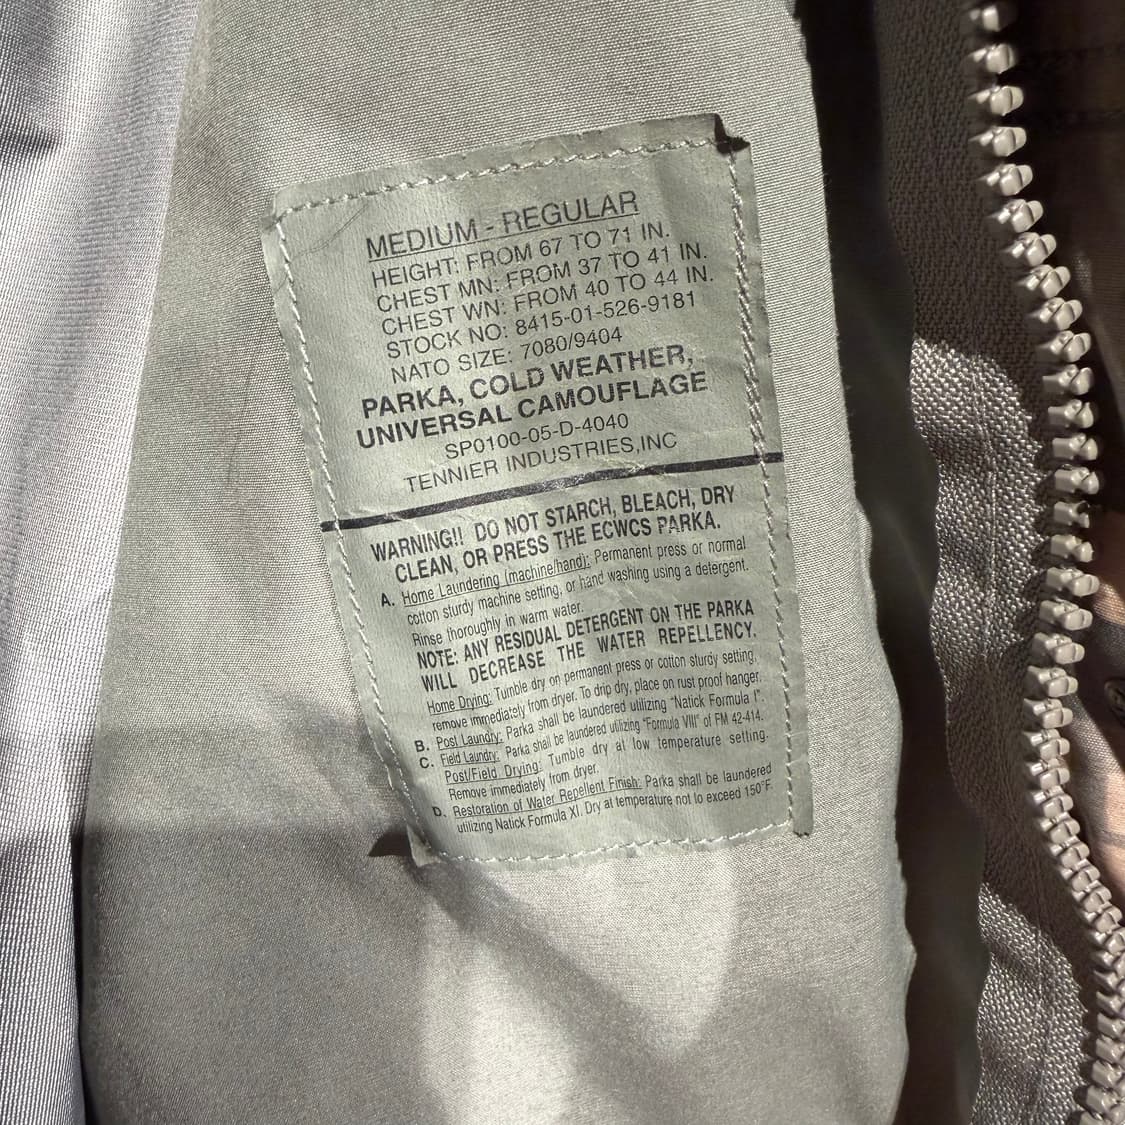 MEDIUM - REGULAR
HEIGHT: FROM 67 TO 71 IN.
CHEST MN: FROM 37 TO 41 IN.
CHEST WN: FROM 40 TO 44 IN.
STOCK NO: 8415-01-526-9181
NATO SIZE: 7080/9404
PARKA, COLD WEATHER,
UNIVERSAL CAMOUFLAGE
SP0100-05-D-4040
TENNIER INDUSTRIES,INC
WARNING!! DO NOT STARCH, BLEACH, DRY
CLEAN, OR PRESS THE ECWCS PARKA.
A. Home Laundering (machine/hand): Permanent press or normal
cotton sturdy machine setting, or hand washing using a detergent.
Rinse thoroughly in warm water.
NOTE: ANY RESIDUAL DETERGENT ON THE PARKA
WILL DECREASE THE WATER REPELLENCY.
Home Drying: Tumble dry on permanent press or cotton sturdy setting,
remove immediately from dryer. To drip dry, place on rust proof hanger.
B. Post Laundry: Parka shall be laundered utilizing "Natick Formula I".
C. Field Laundry: Parka shall be laundered utilizing "Formula VIII" of FM 42-414.
Post/Field Drying: Tumble dry at low temperature setting.
Remove immediately from dryer.
D. Restoration of Water Repellent Finish: Parka shall be laundered
utilizing Natick Formula XI. Dry at temperature not to exceed 150°F.